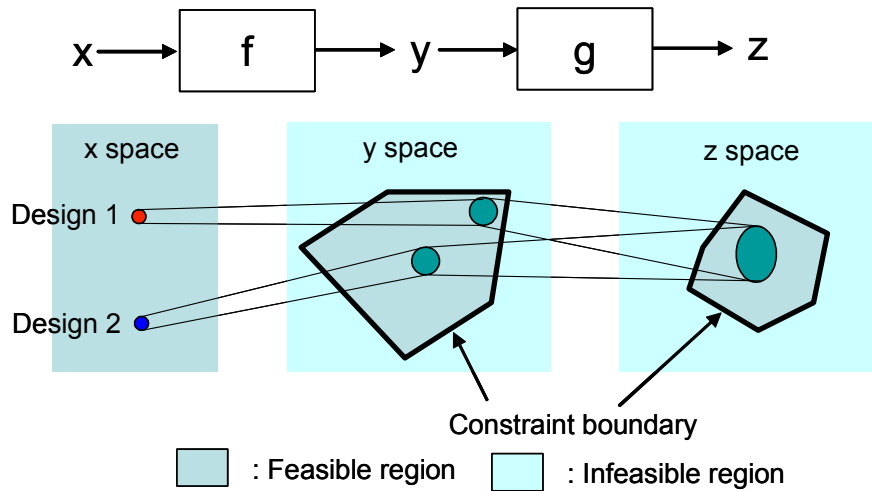 x f y g z
x space y space z space
Design 1
Design 2
Constraint boundary
: Feasible region : Infeasible region